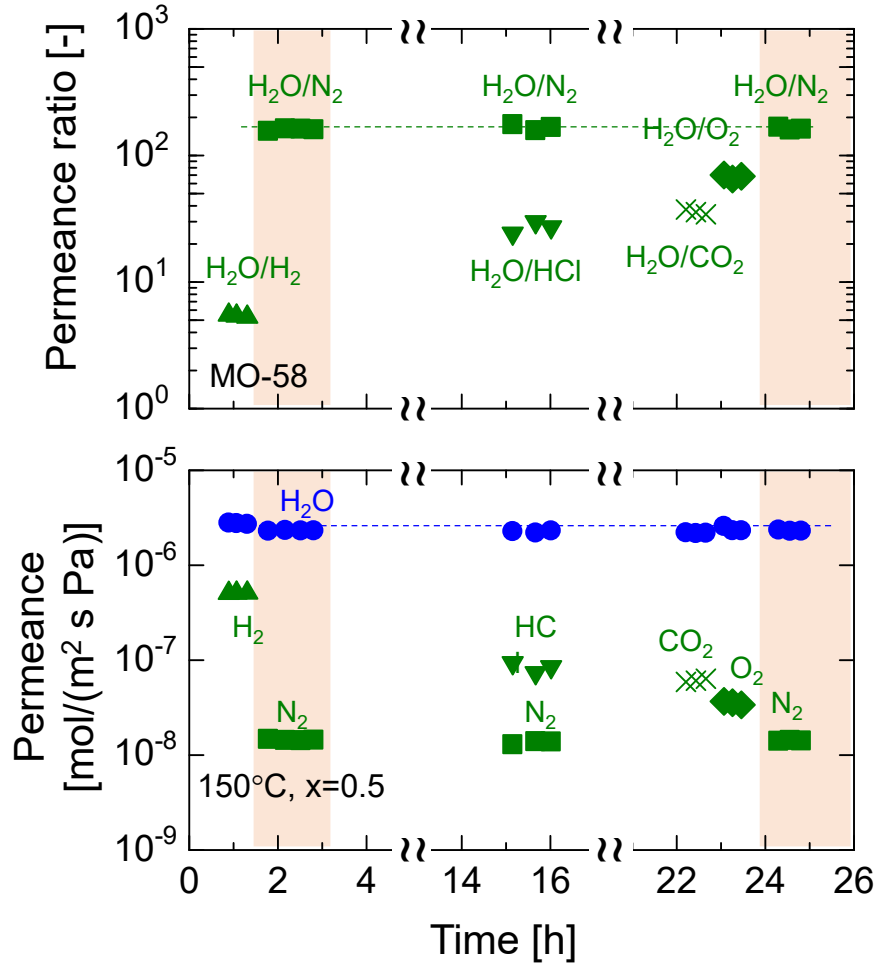 Permeance ratio [-]
10³
10²
10¹
10⁰
H₂O/N₂
H₂O/N₂
H₂O/N₂
H₂O/O₂
H₂O/H₂
H₂O/HCl
H₂O/CO₂
MO-58
Permeance
[mol/(m² s Pa)]
10⁻⁵
10⁻⁶
10⁻⁷
10⁻⁸
10⁻⁹
H₂O
H₂
HC
CO₂
O₂
N₂
N₂
N₂
150°C, x=0.5
0 2 4 14 16 22 24 26
Time [h]